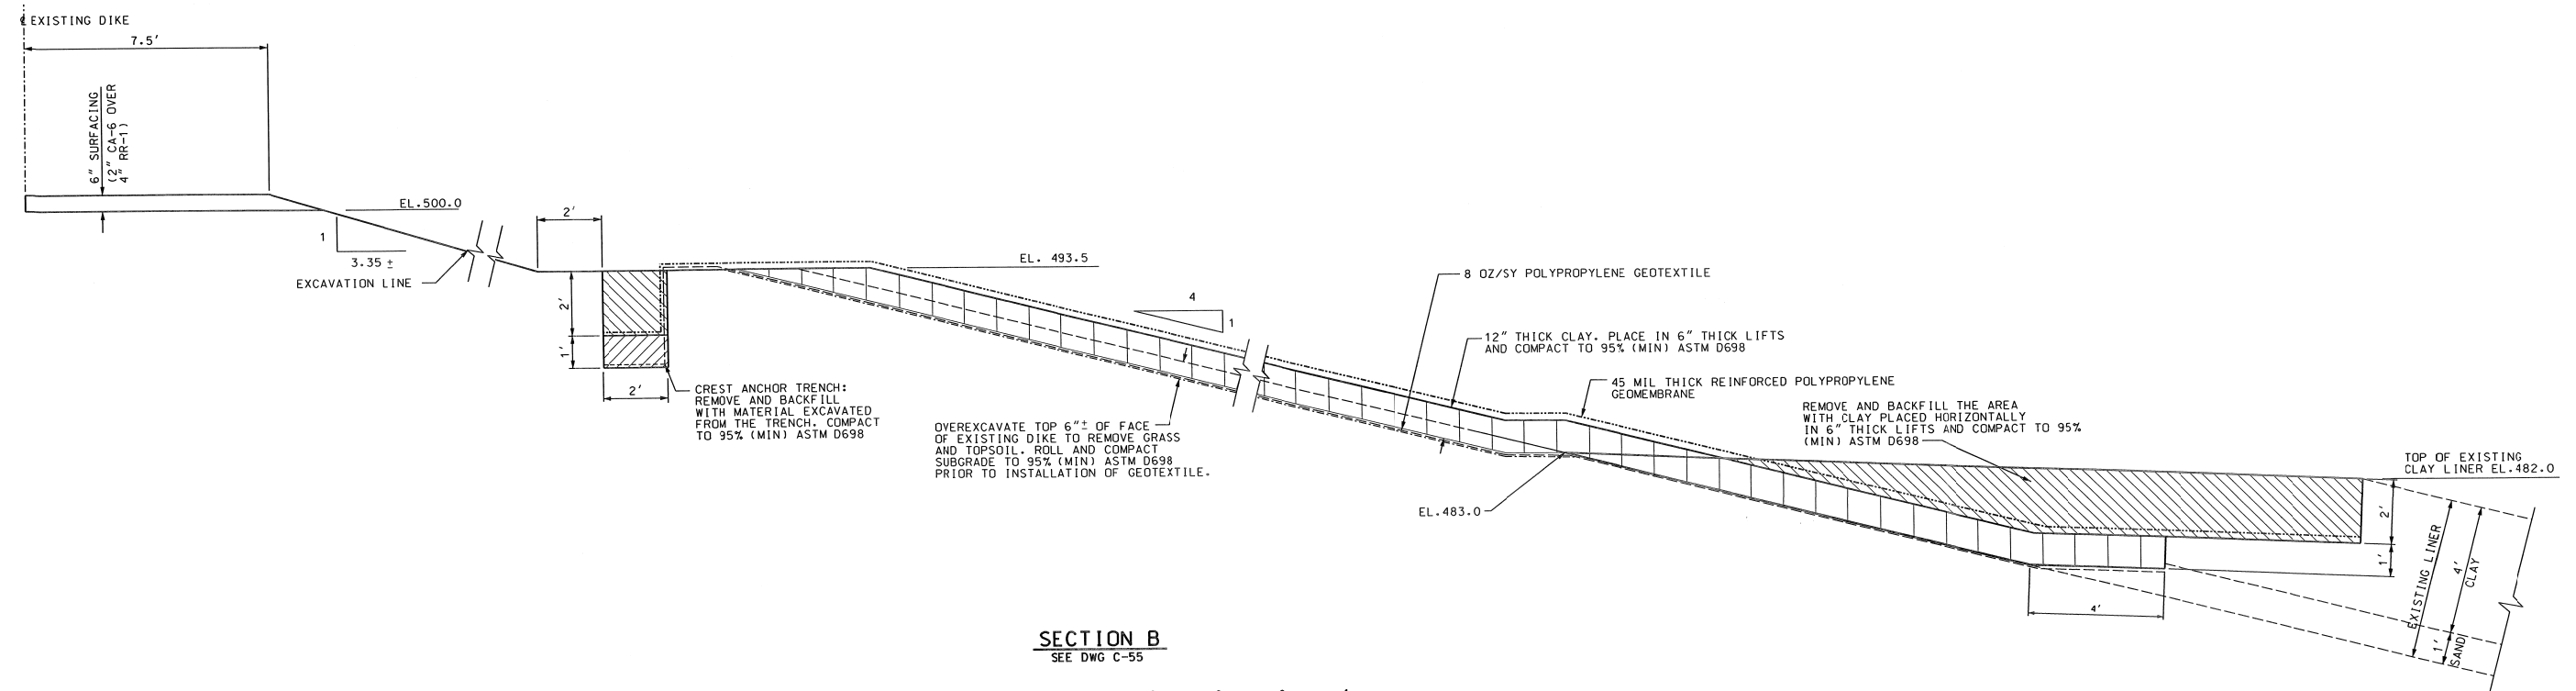 ℄ EXISTING DIKE
7.5'
6" SURFACING
(2" CA-6 OVER
4" RR-1)
EL.500.0
1
3.35 ±
EXCAVATION LINE
2'
2'
1'
2'
CREST ANCHOR TRENCH:
REMOVE AND BACKFILL
WITH MATERIAL EXCAVATED
FROM THE TRENCH. COMPACT
TO 95% (MIN) ASTM D698
EL. 493.5
4
1
OVEREXCAVATE TOP 6"± OF FACE
OF EXISTING DIKE TO REMOVE GRASS
AND TOPSOIL. ROLL AND COMPACT
SUBGRADE TO 95% (MIN) ASTM D698
PRIOR TO INSTALLATION OF GEOTEXTILE.
8 OZ/SY POLYPROPYLENE GEOTEXTILE
12" THICK CLAY. PLACE IN 6" THICK LIFTS
AND COMPACT TO 95% (MIN) ASTM D698
45 MIL THICK REINFORCED POLYPROPYLENE
GEOMEMBRANE
REMOVE AND BACKFILL THE AREA
WITH CLAY PLACED HORIZONTALLY
IN 6" THICK LIFTS AND COMPACT TO 95%
(MIN) ASTM D698
EL.483.0
TOP OF EXISTING
CLAY LINER EL.482.0
2'
1'
4'
EXISTING LINER
4'
CLAY
1'
SAND
SECTION B
SEE DWG C-55